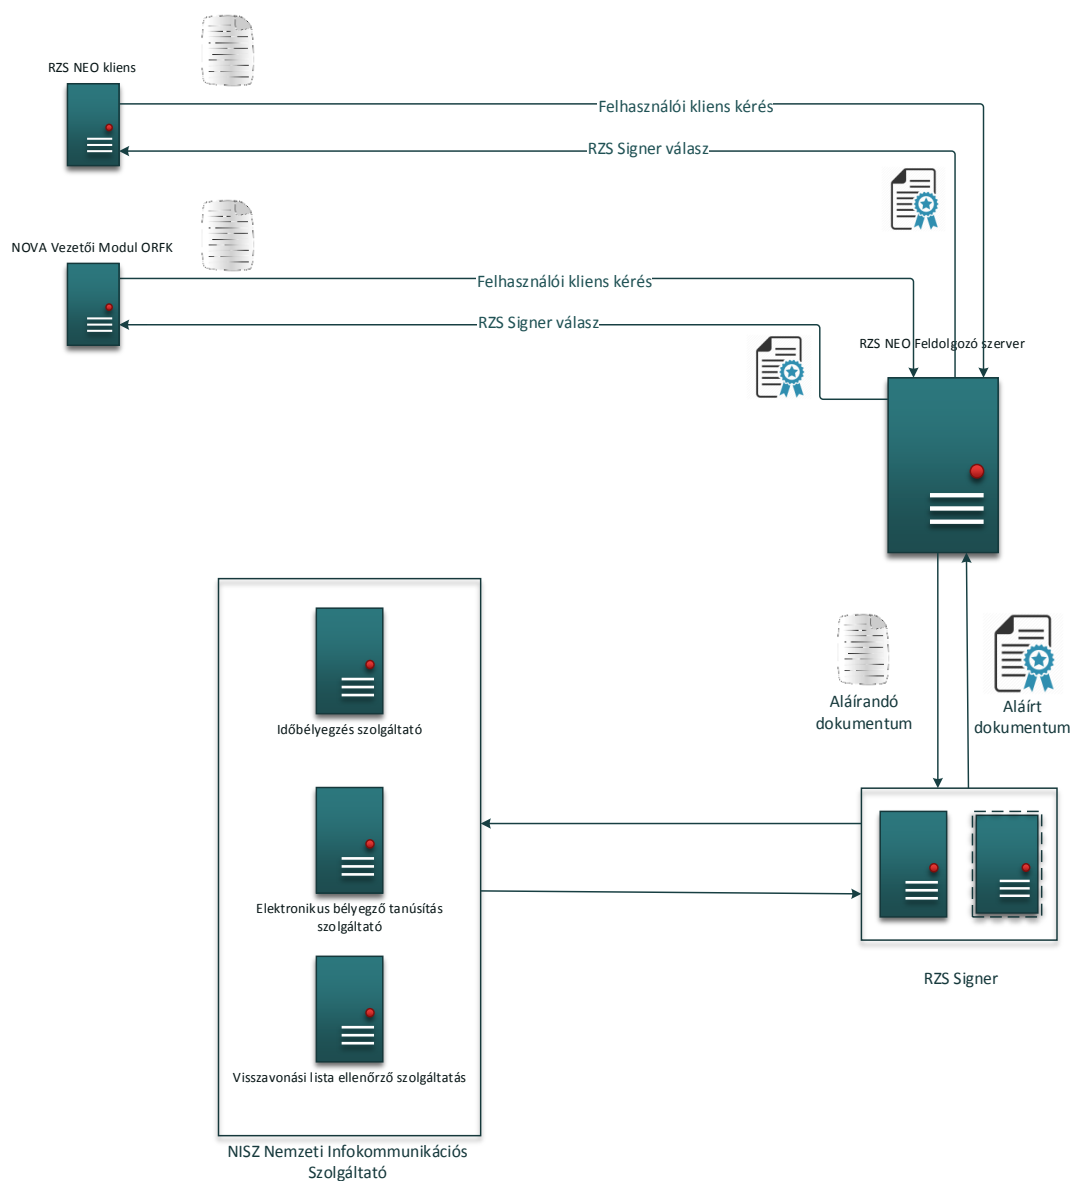 RZS NEO kliens
Felhasználói kliens kérés
RZS Signer válasz
NOVA Vezetői Modul ORFK
Felhasználói kliens kérés
RZS Signer válasz
RZS NEO Feldolgozó szerver
Aláírandó
dokumentum
Aláírt
dokumentum
Időbélyegzés szolgáltató
Elektronikus bélyegző tanúsítás
szolgáltató
RZS Signer
Visszavonási lista ellenőrző szolgáltatás
NISZ Nemzeti Infokommunikációs
Szolgáltató